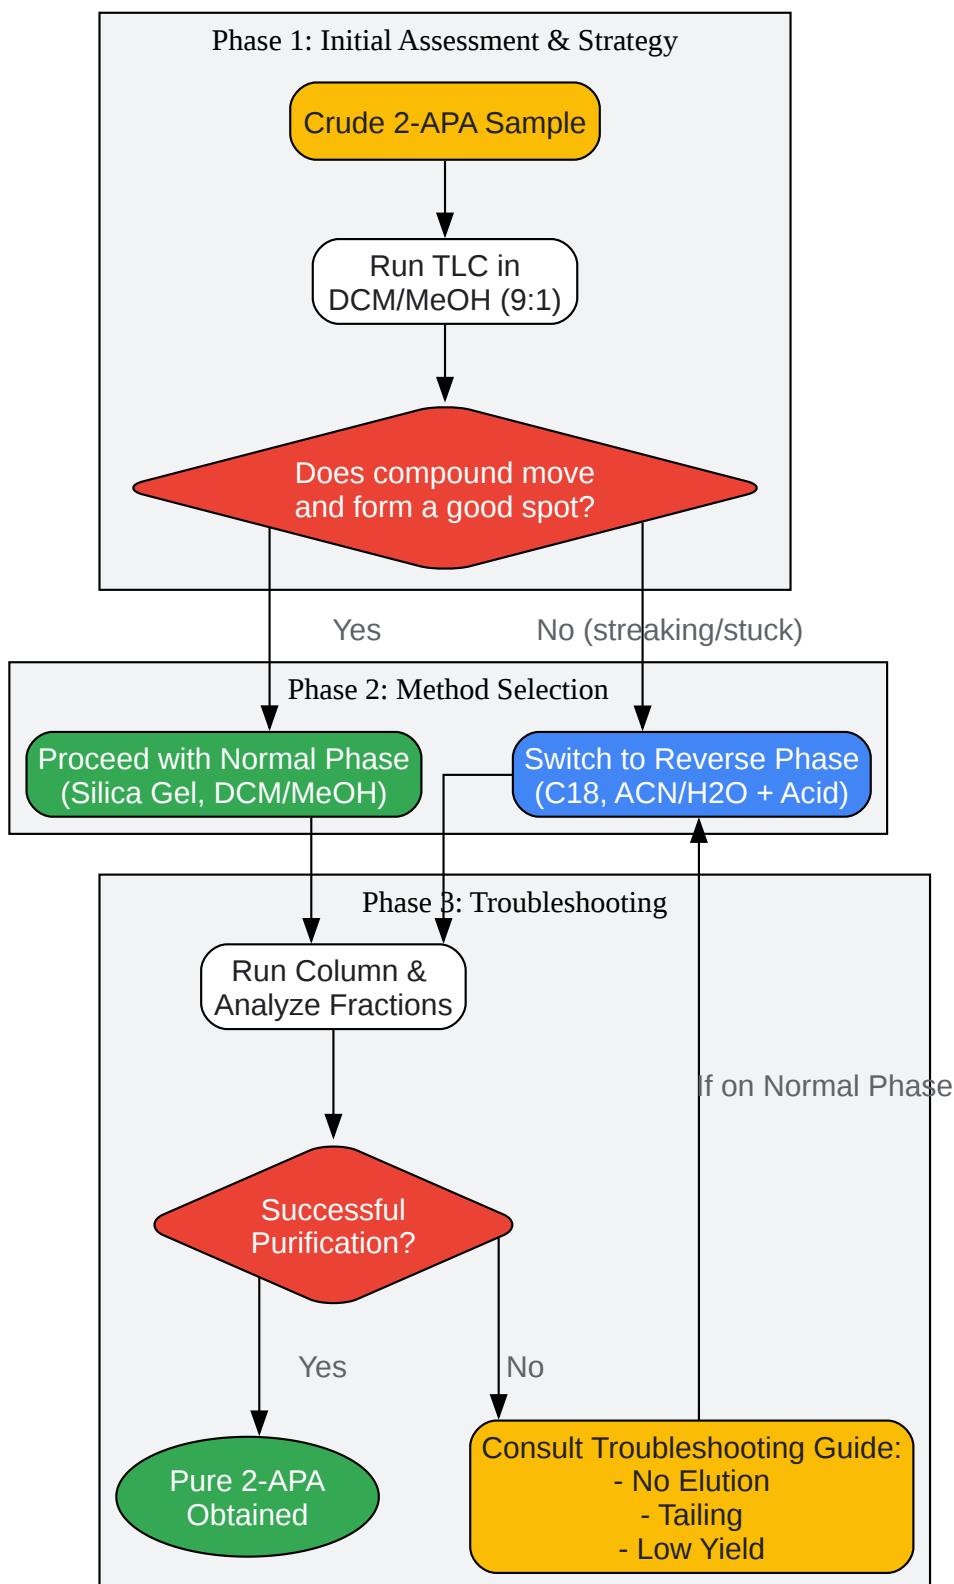 Phase 1: Initial Assessment & Strategy
Crude 2-APA Sample
Run TLC in
DCM/MeOH (9:1)
Does compound move
and form a good spot?
Yes
No (streaking/stuck)
Phase 2: Method Selection
Proceed with Normal Phase
(Silica Gel, DCM/MeOH)
Switch to Reverse Phase
(C18, ACN/H2O + Acid)
Phase 3: Troubleshooting
Run Column &
Analyze Fractions
If on Normal Phase
Successful
Purification?
Yes
No
Pure 2-APA
Obtained
Consult Troubleshooting Guide:
- No Elution
- Tailing
- Low Yield